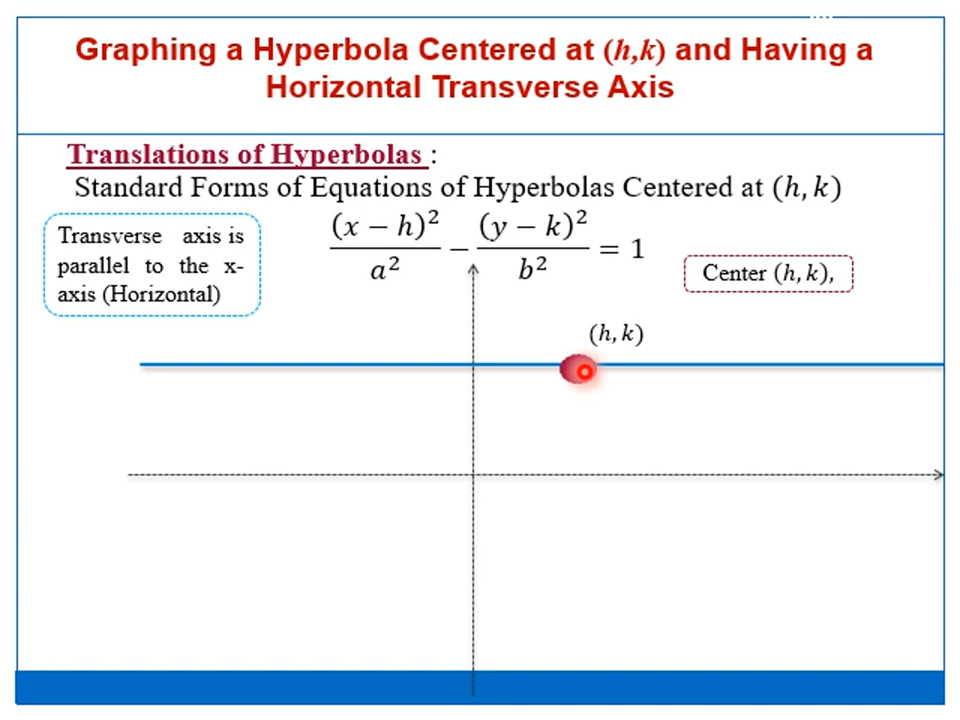 Graphing a Hyperbola Centered at (h,k) and Having a
Horizontal Transverse Axis
Translations of Hyperbolas :
Standard Forms of Equations of Hyperbolas Centered at (h, k)
Transverse axis is
parallel to the x-
axis (Horizontal)
(x − h)²/a² − (y − k)²/b² = 1
Center (h, k),
(h, k)